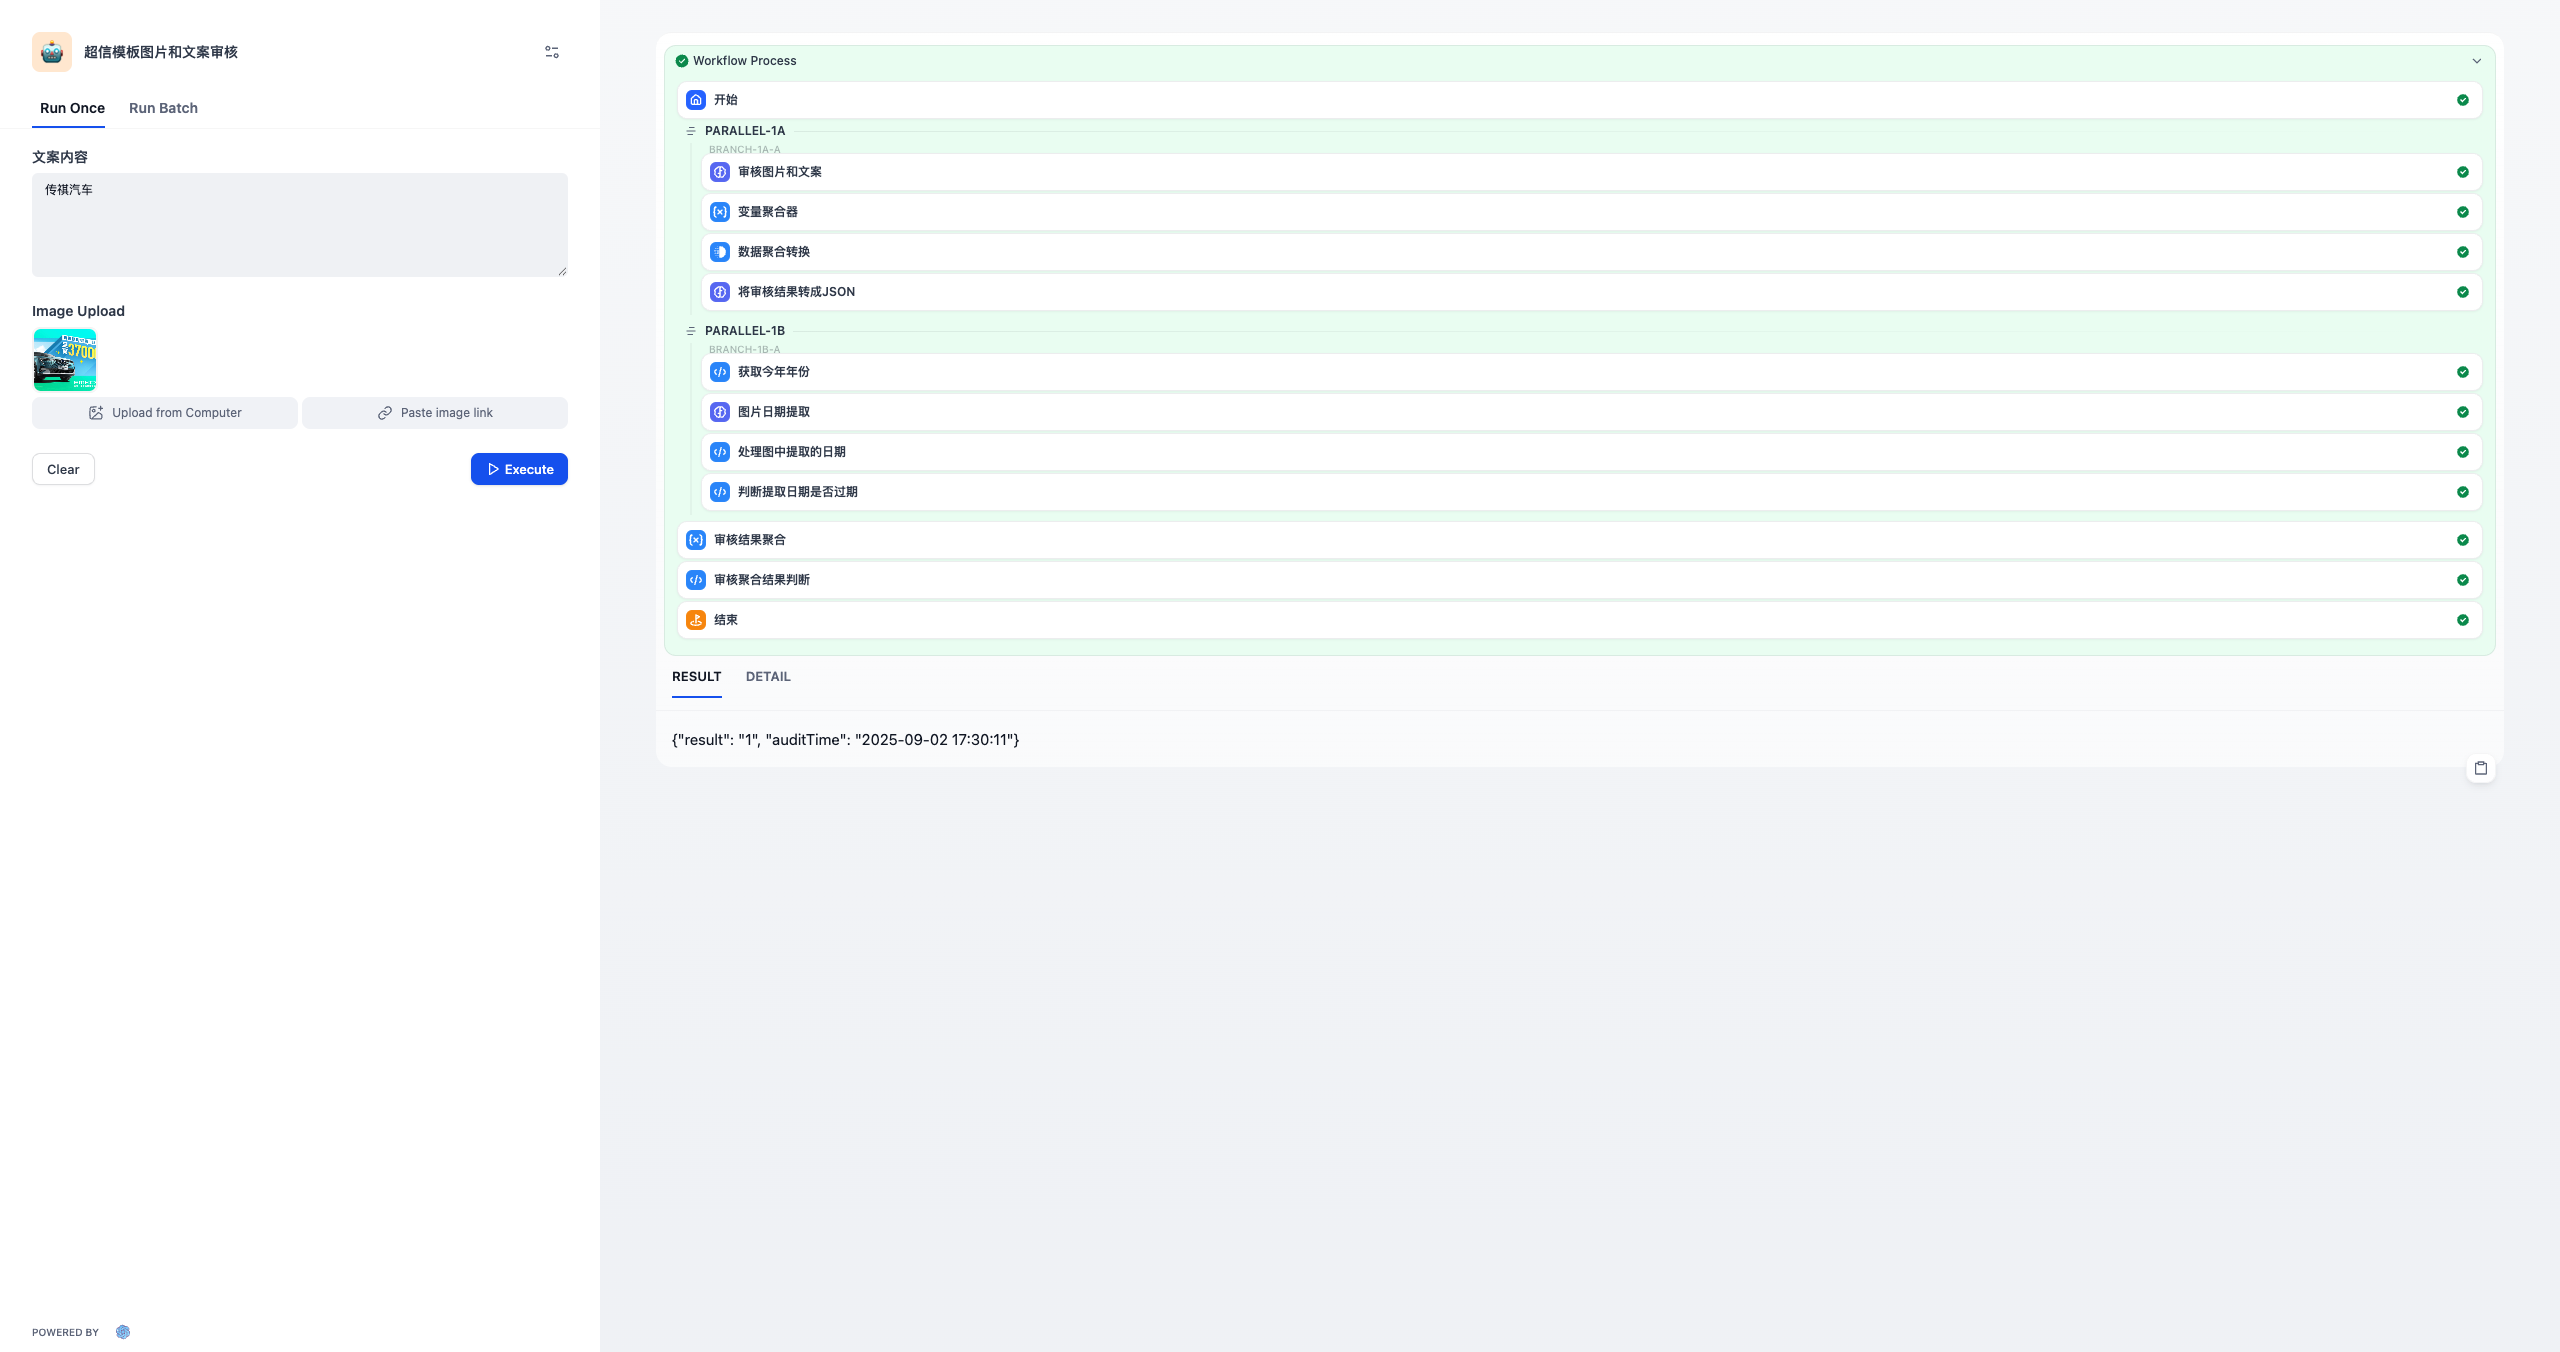 超信模板图片和文案审核
Run Once
Run Batch
文案内容
传祺汽车
Image Upload
37000
Upload from Computer
Paste image link
Clear
Execute
POWERED BY
Workflow Process
开始
PARALLEL-1A
BRANCH-1A-A
审核图片和文案
变量聚合器
数据聚合转换
将审核结果转成JSON
PARALLEL-1B
BRANCH-1B-A
获取今年年份
图片日期提取
处理图中提取的日期
判断提取日期是否过期
审核结果聚合
审核聚合结果判断
结束
RESULT
DETAIL
{"result": "1", "auditTime": "2025-09-02 17:30:11"}